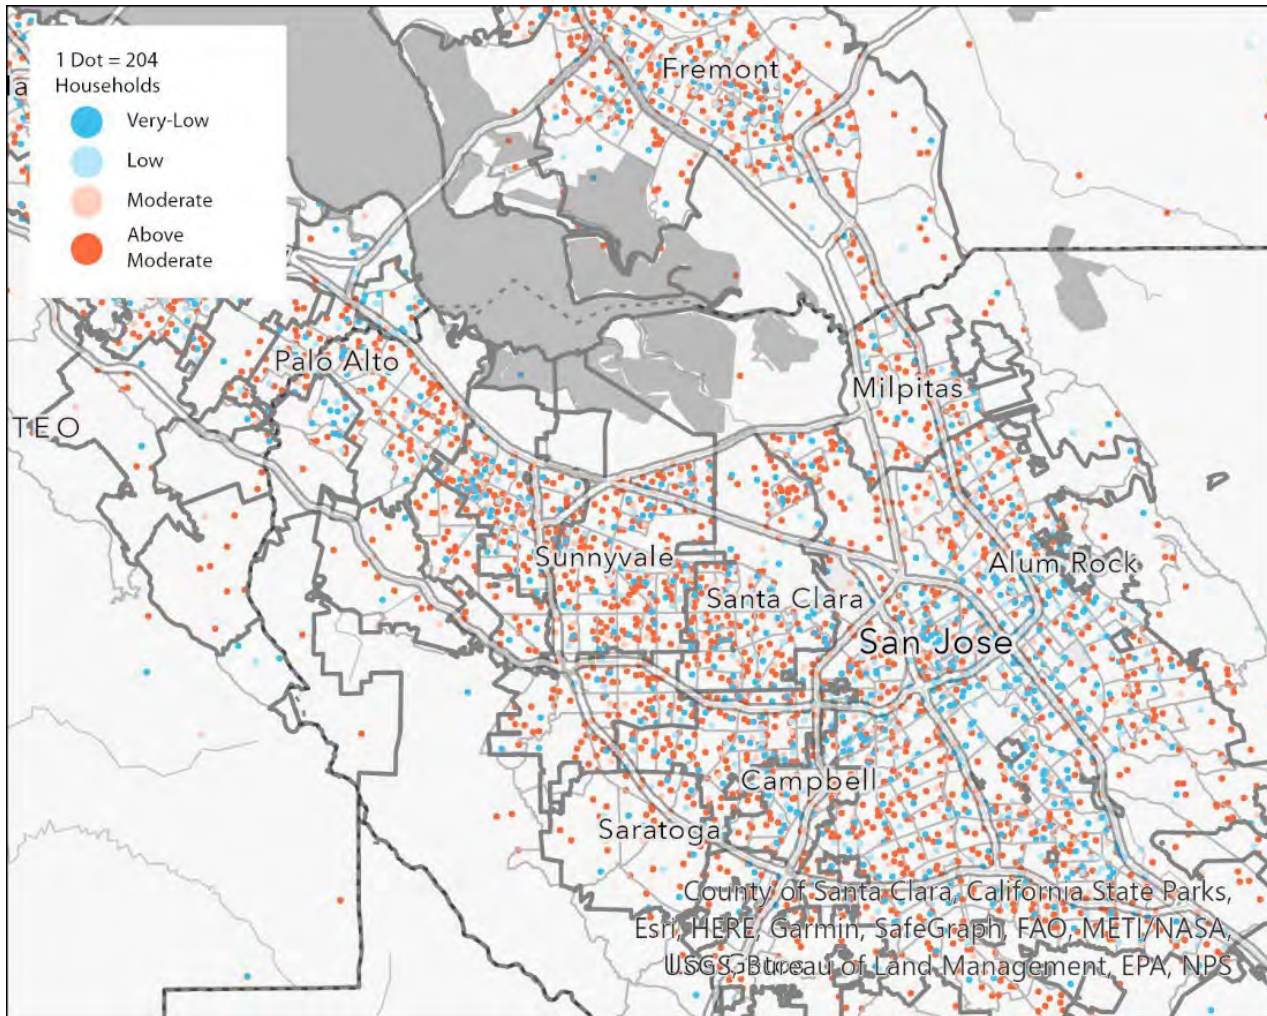 1 Dot = 204
Households
Very-Low
Low
Moderate
Above
Moderate
Fremont
Palo Alto
Milpitas
TEO
Sunnyvale
Alum Rock
Santa Clara
San Jose
Campbell
Saratoga
County of Santa Clara, California State Parks,
Esri, HERE, Garmin, SafeGraph, FAO, METI/NASA,
USGS, Bureau of Land Management, EPA, NPS